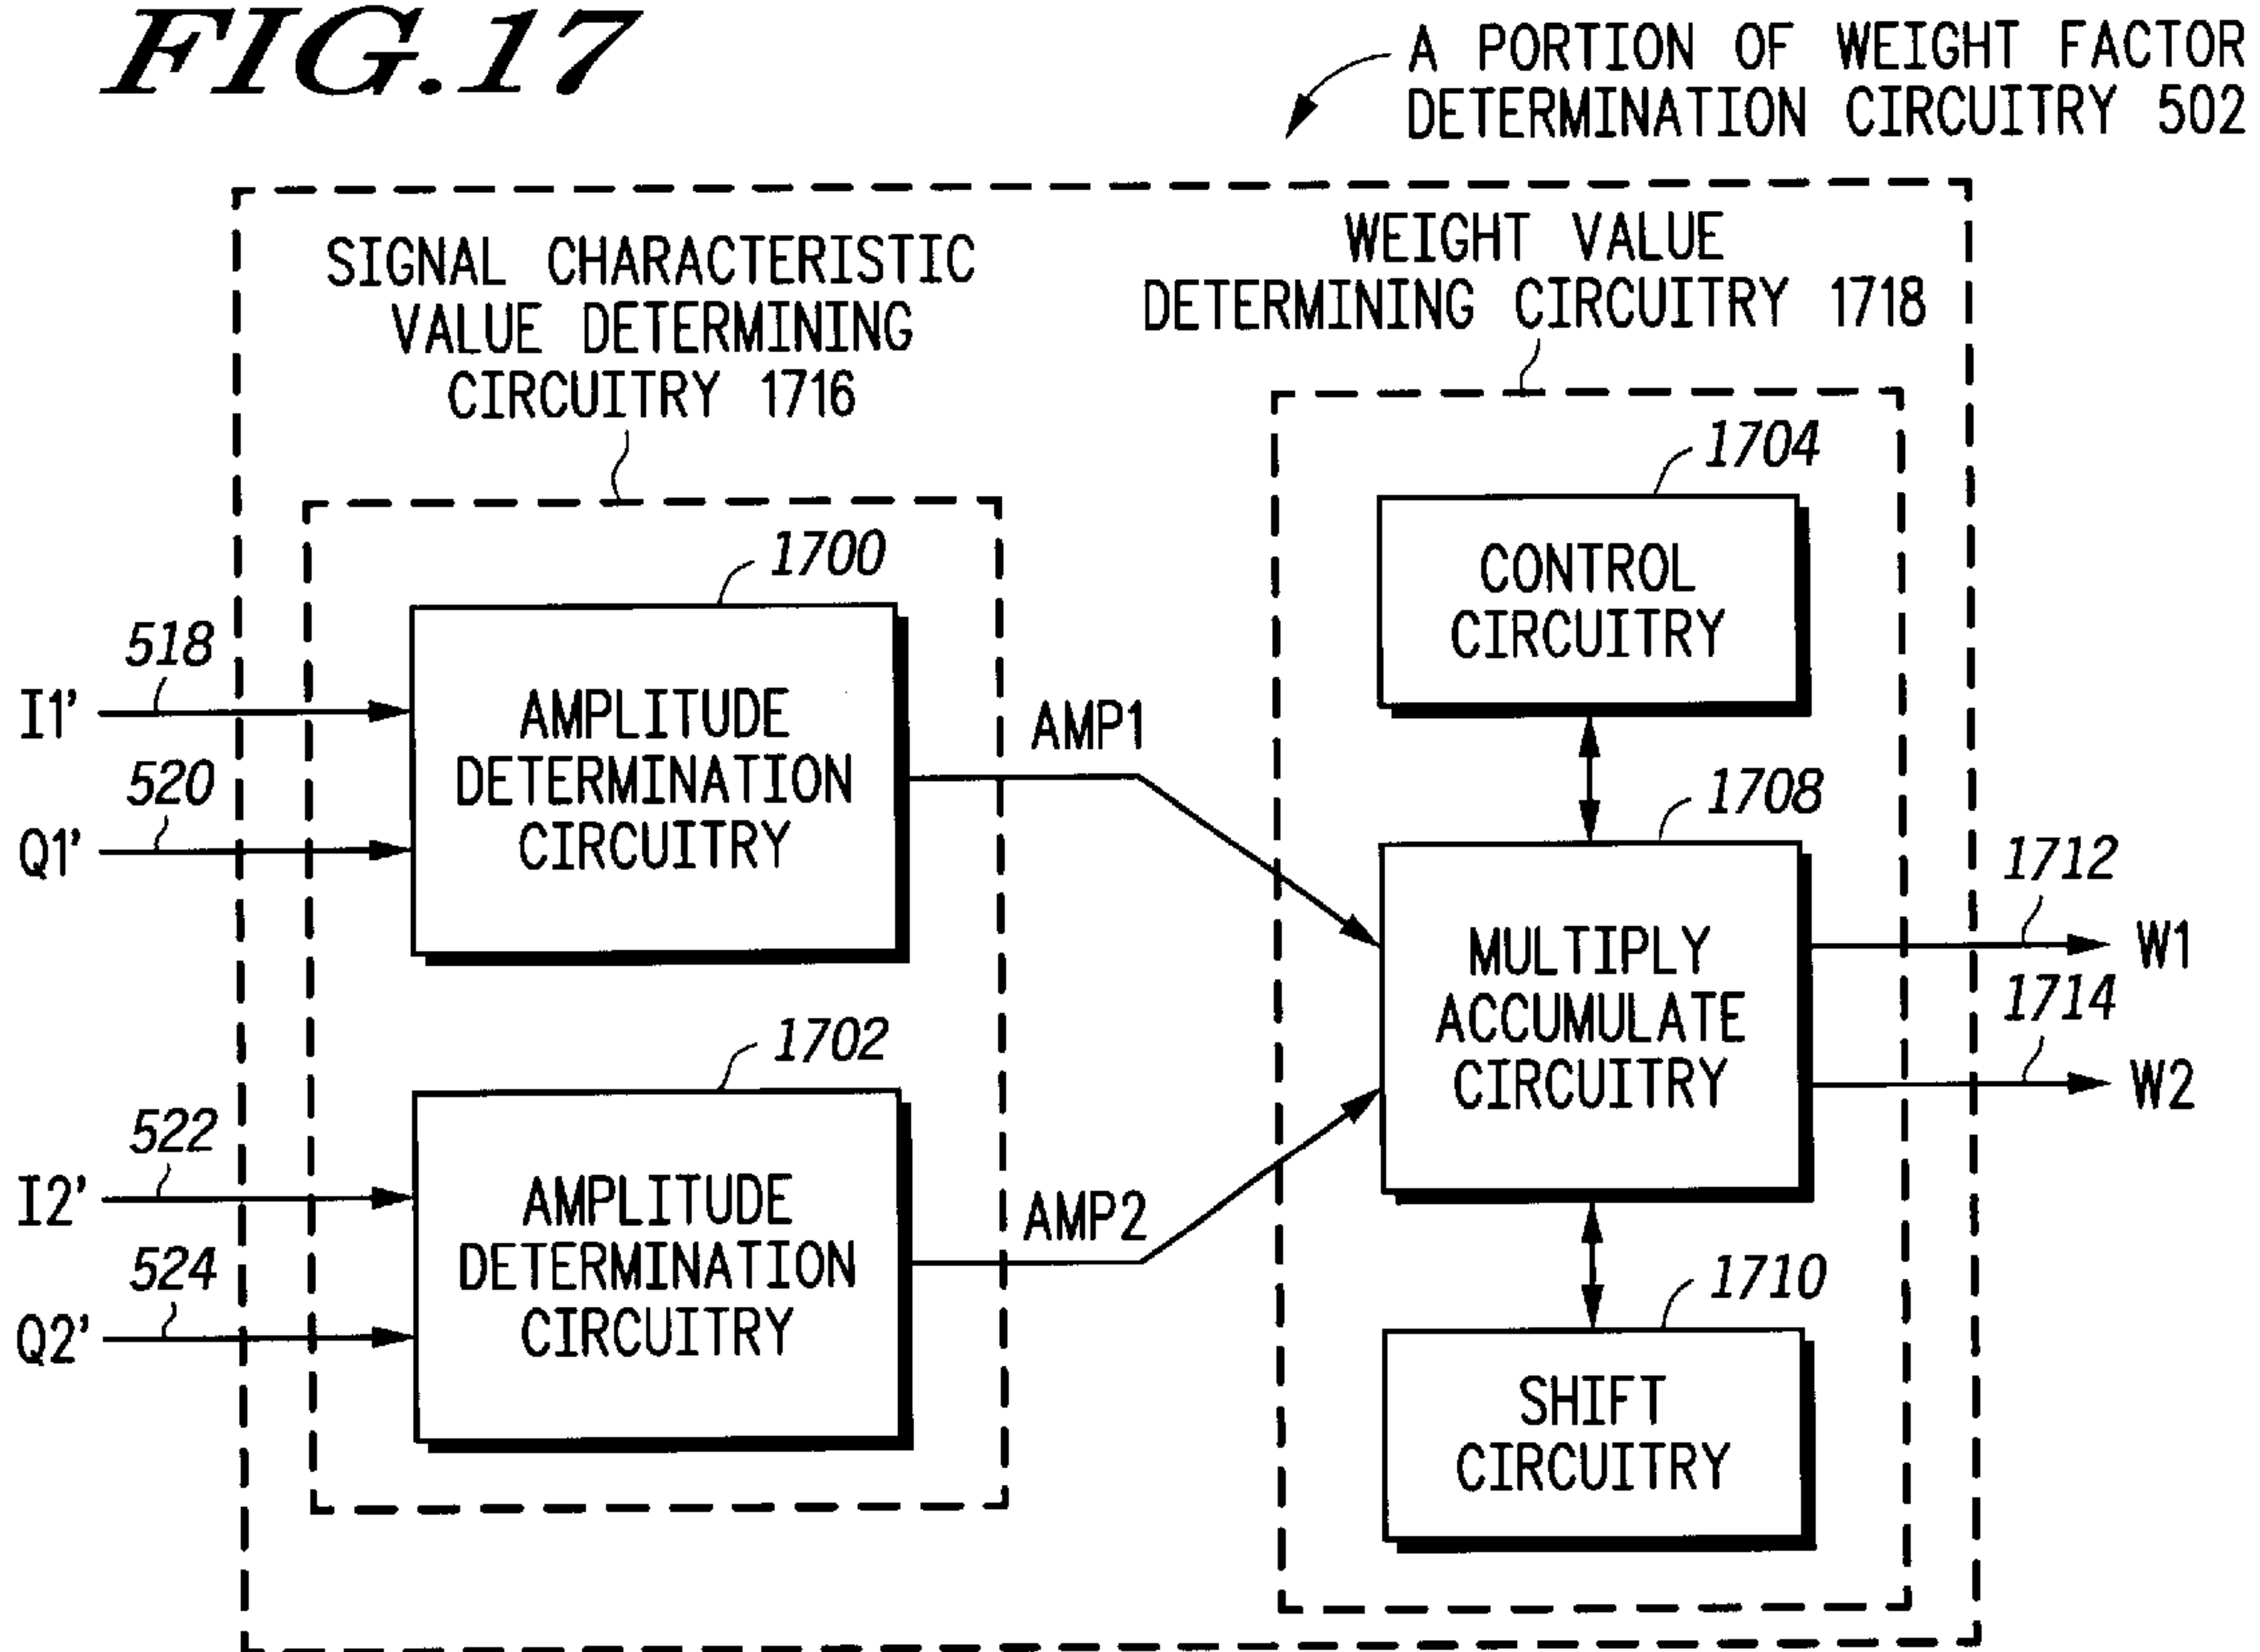 FIG.17
A PORTION OF WEIGHT FACTOR
DETERMINATION CIRCUITRY 502
SIGNAL CHARACTERISTIC
VALUE DETERMINING
CIRCUITRY 1716
WEIGHT VALUE
DETERMINING CIRCUITRY 1718
1700
AMPLITUDE
DETERMINATION
CIRCUITRY
518
I1'
520
Q1'
AMP1
1702
AMPLITUDE
DETERMINATION
CIRCUITRY
522
I2'
524
Q2'
AMP2
1704
CONTROL
CIRCUITRY
1708
MULTIPLY
ACCUMULATE
CIRCUITRY
1712
W1
1714
W2
1710
SHIFT
CIRCUITRY